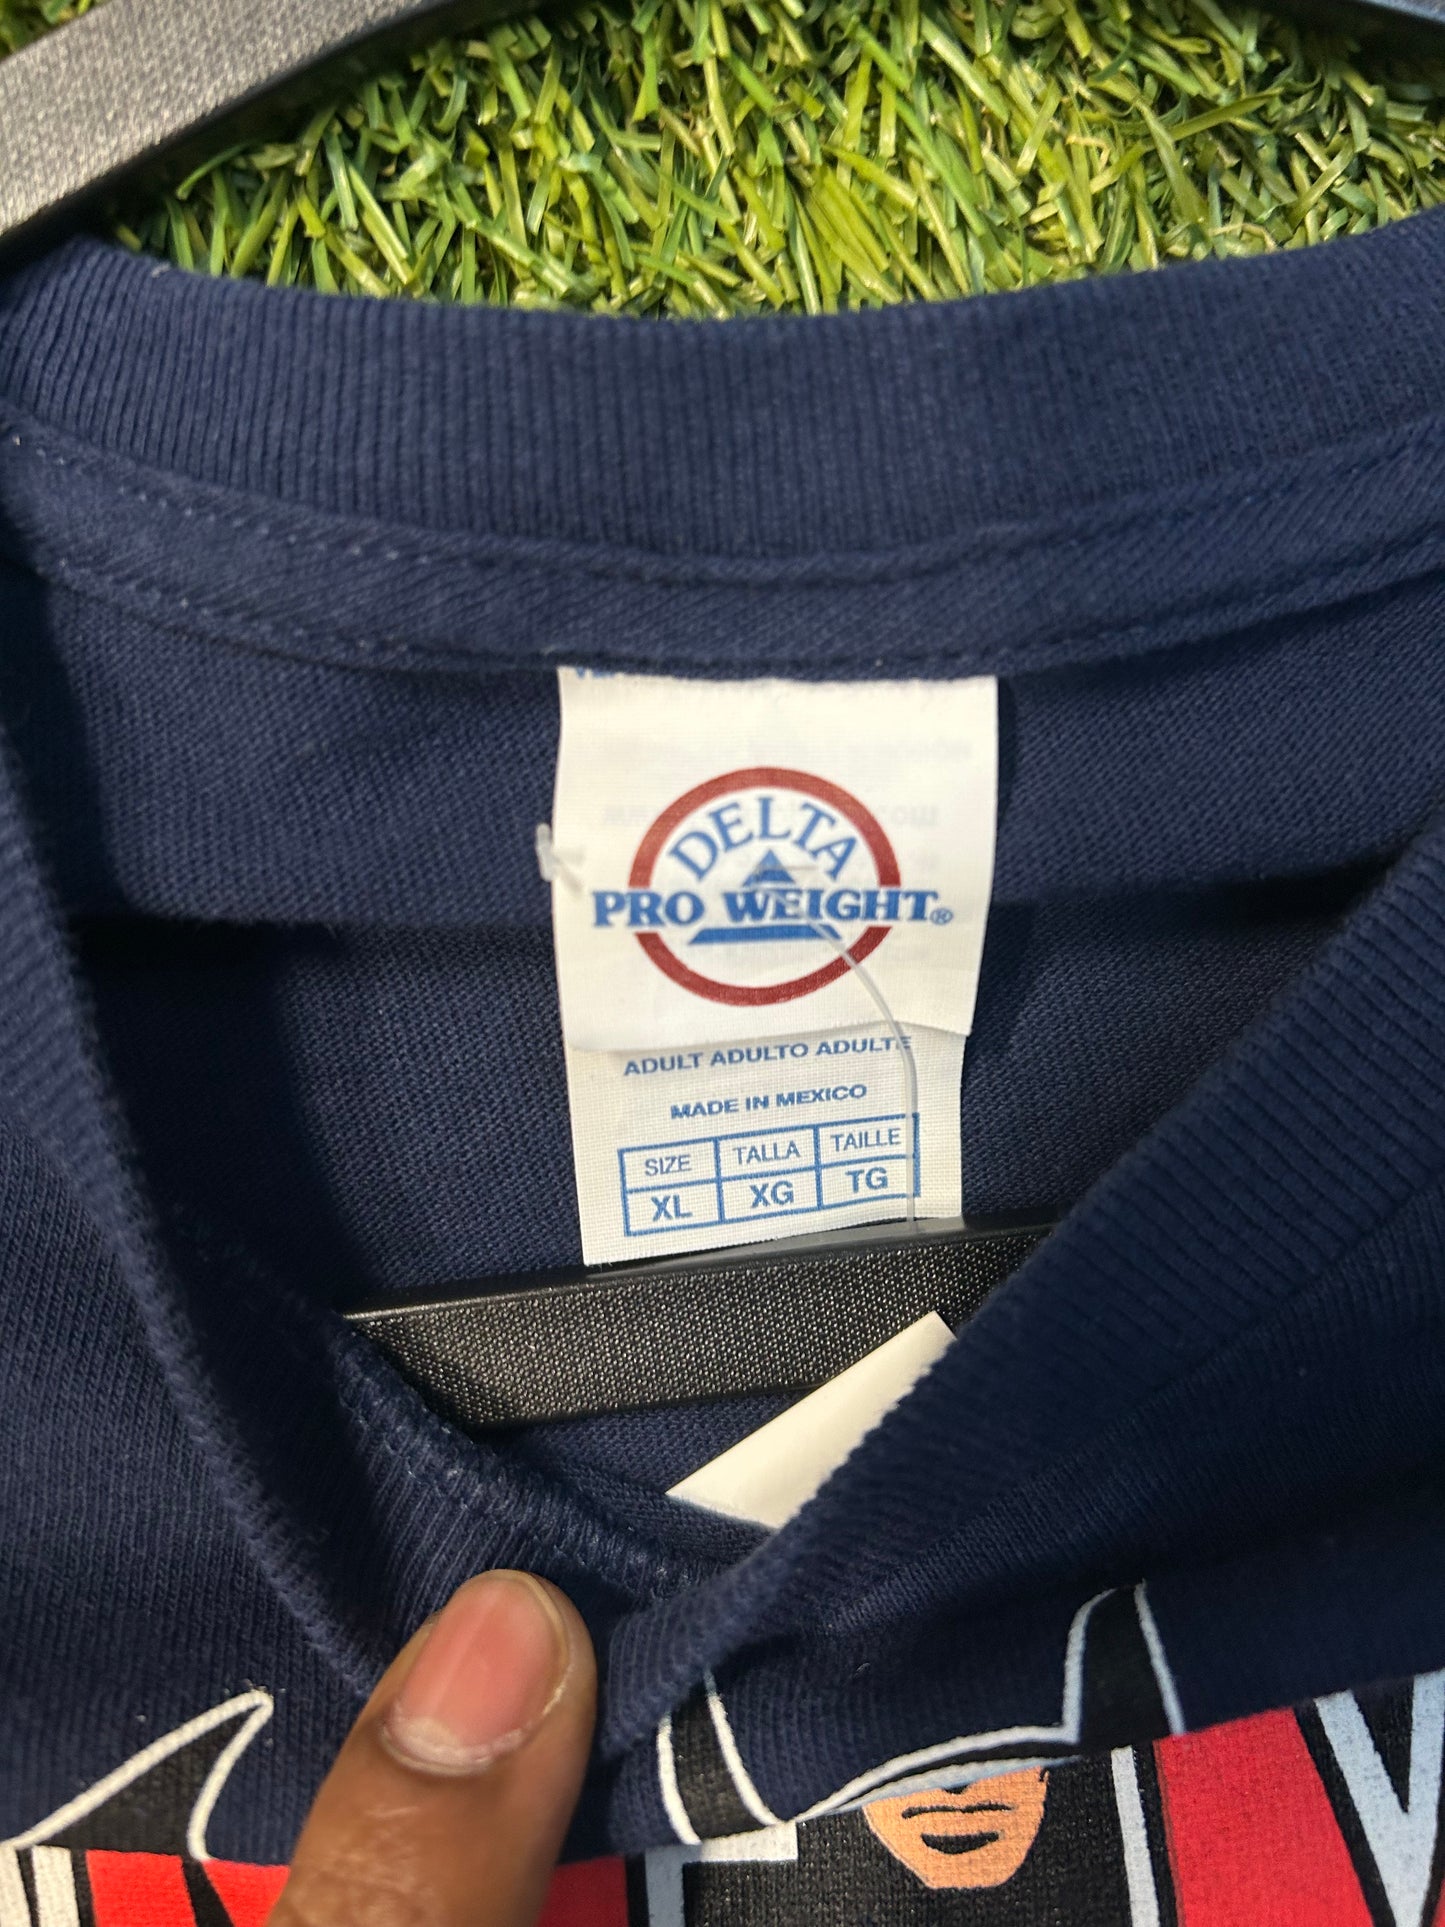 DELTA
PRO WEIGHT®
ADULT ADULTO ADULTE
MADE IN MEXICO
SIZE TALLA TAILLE
XL XG TG